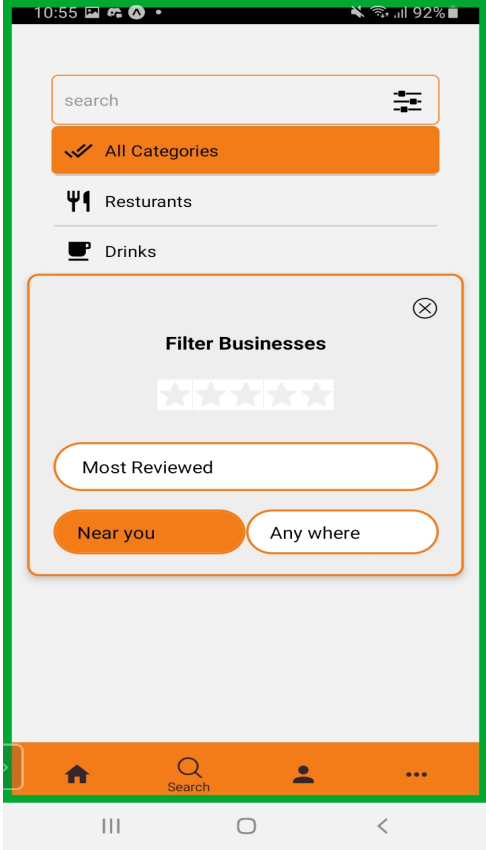 10:55 92%
search
All Categories
Resturants
Drinks
Filter Businesses
Most Reviewed
Near you Any where
Search